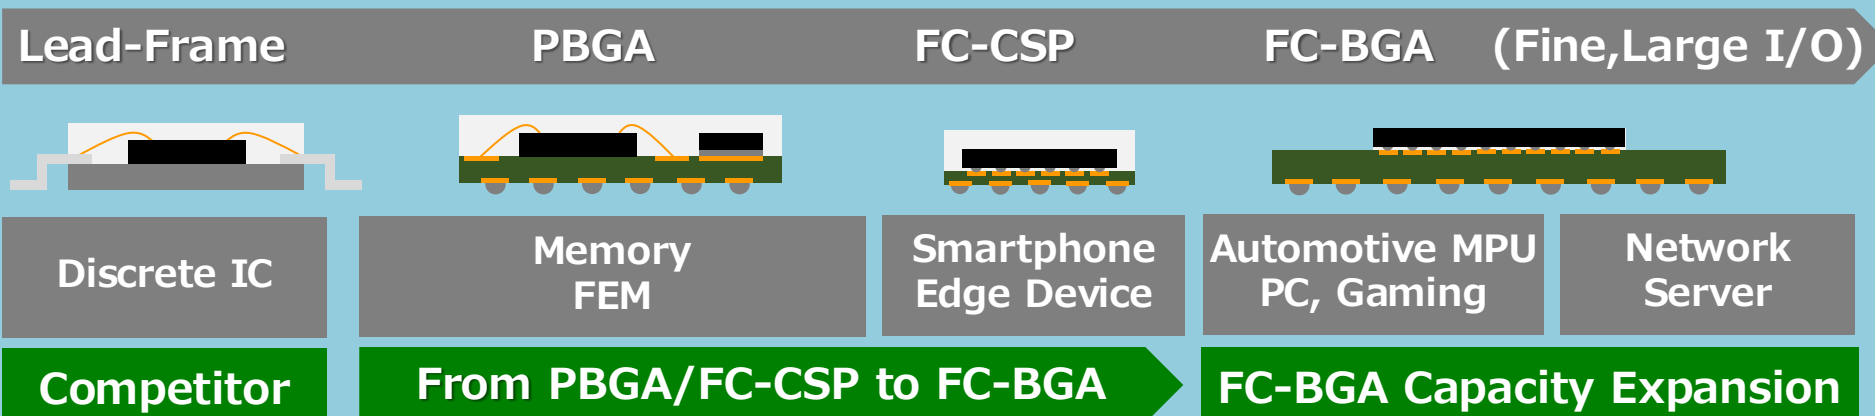 Lead-Frame PBGA FC-CSP FC-BGA (Fine,Large I/O)
Discrete IC
Memory
FEM
Smartphone
Edge Device
Automotive MPU
PC, Gaming
Network
Server
Competitor
From PBGA/FC-CSP to FC-BGA
FC-BGA Capacity Expansion